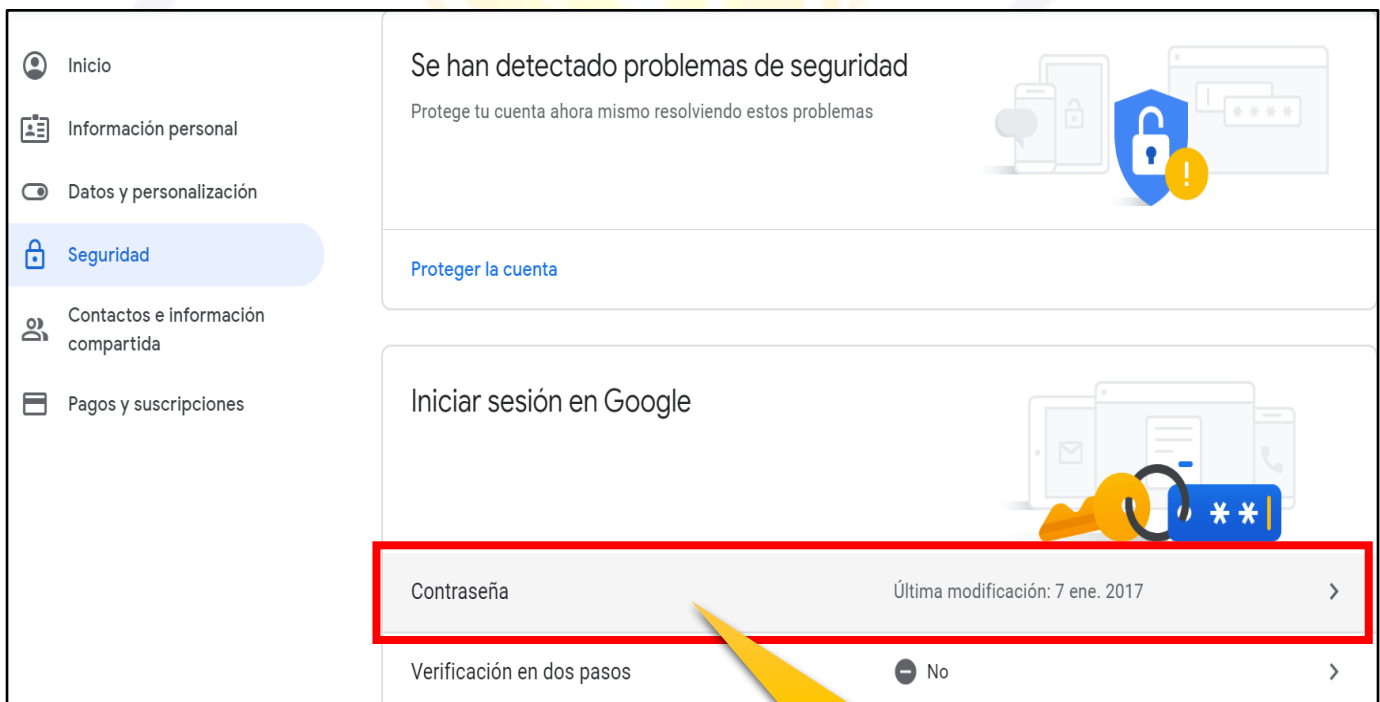 Inicio
Información personal
Datos y personalización
Seguridad
Contactos e información
compartida
Pagos y suscripciones
Se han detectado problemas de seguridad
Protege tu cuenta ahora mismo resolviendo estos problemas
****
Proteger la cuenta
Iniciar sesión en Google
**
Contraseña Última modificación: 7 ene. 2017
Verificación en dos pasos No